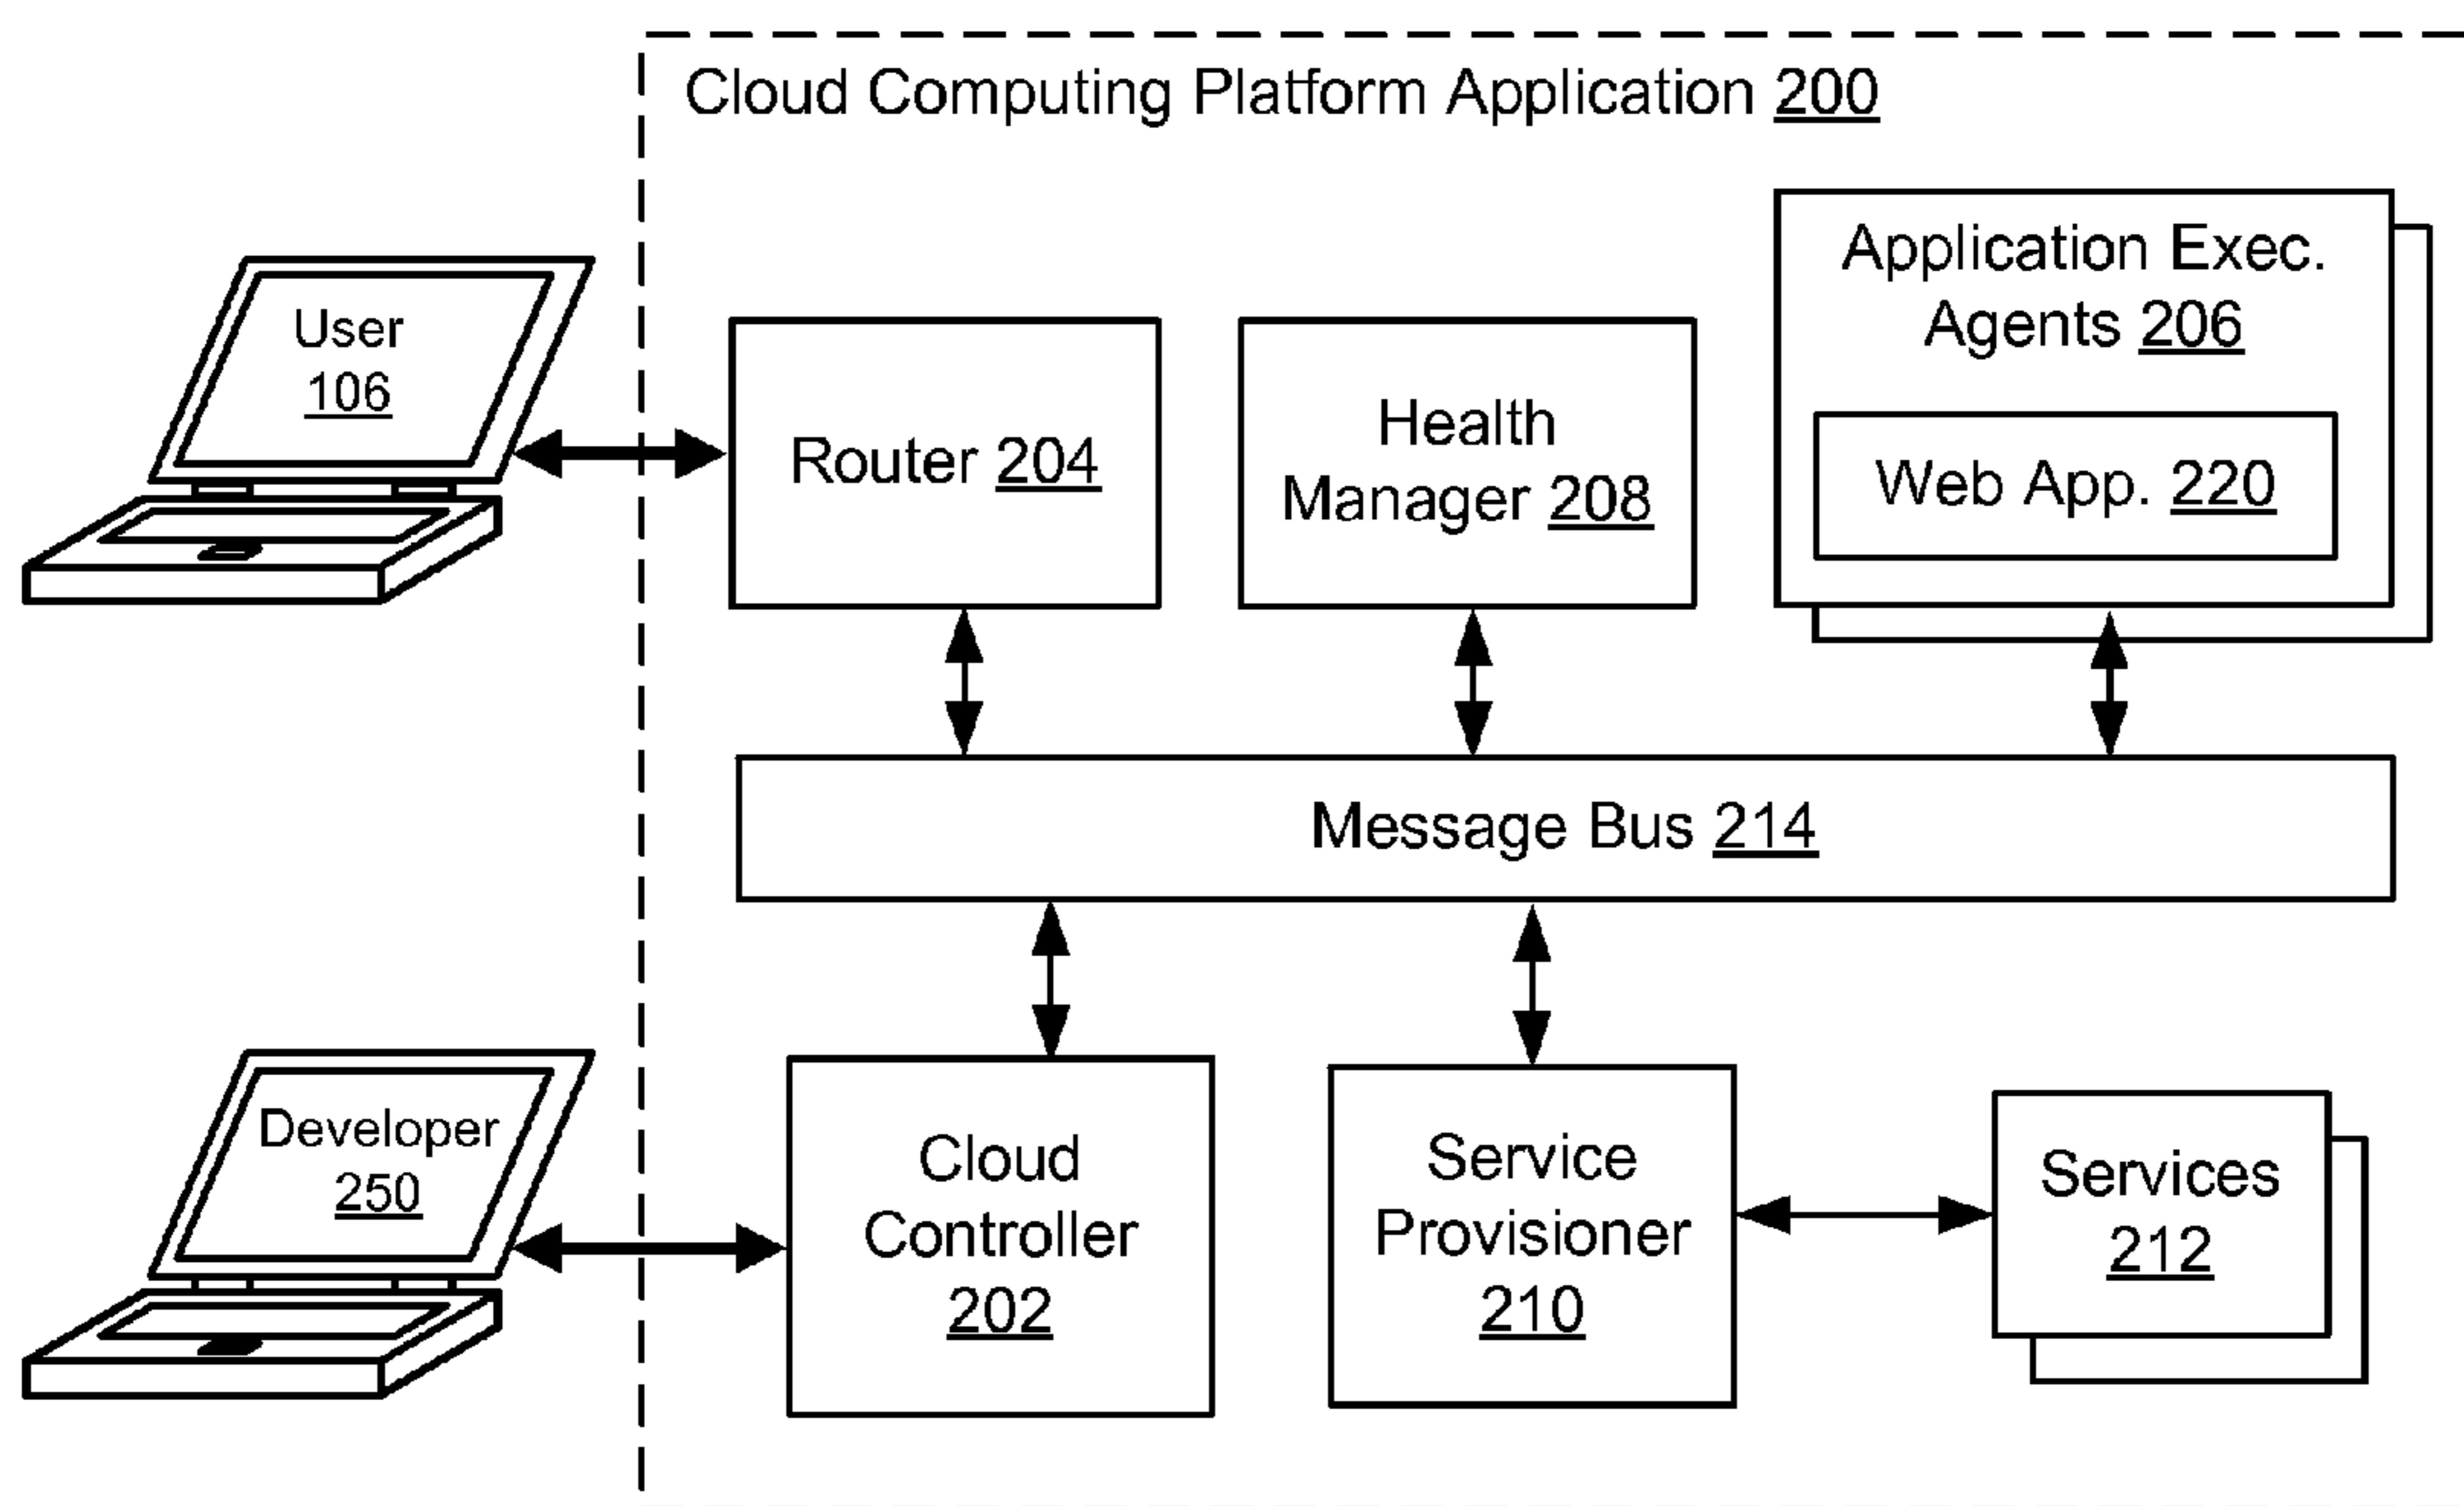 Cloud Computing Platform Application 200
User
106
Router 204
Health
Manager 208
Application Exec.
Agents 206
Web App. 220
Message Bus 214
Developer
250
Cloud
Controller
202
Service
Provisioner
210
Services
212